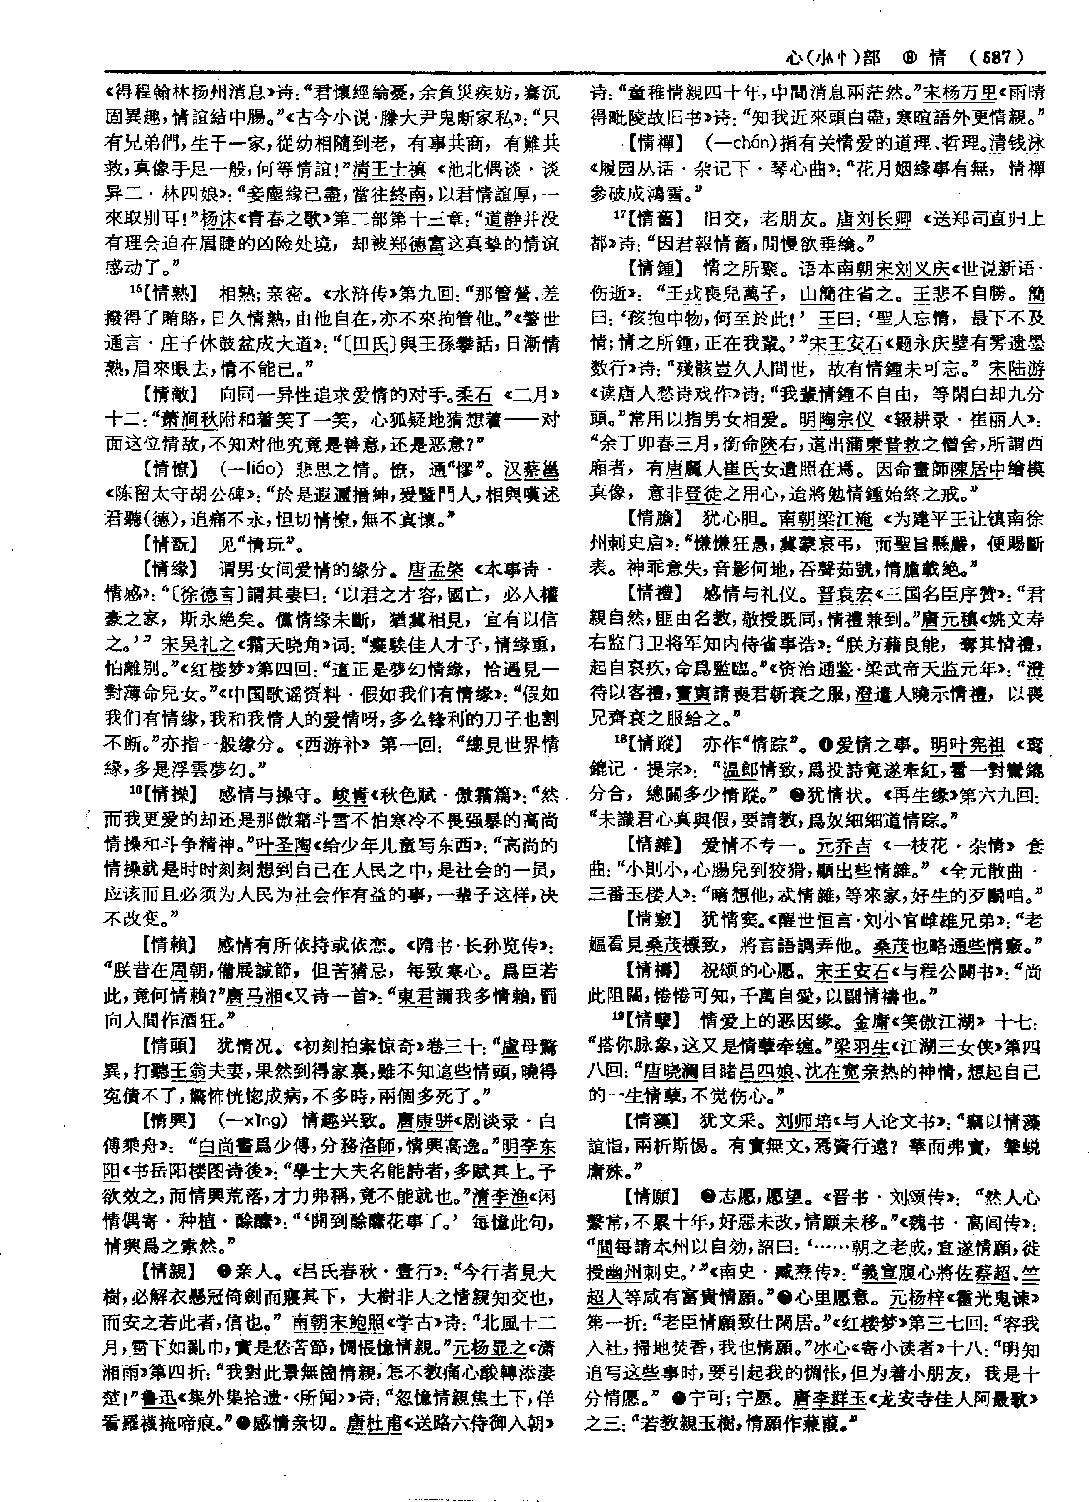 心(小忄)部 ⑧ 情 (587)
《得程翰林扬州消息》诗：“君懷經綸憂，余負災疾妨，騫沉
固異趣，情誼結中腸。”《古今小说·滕大尹鬼断家私》：“只
有兄弟們，生于一家，從幼相隨到老，有事共商，有難共
救，真像手足一般，何等情誼！”清王士禛《池北偶谈·谈
异二·林四娘》：“妾塵緣已盡，當往終南，以君情誼厚，一
來取别耳！”杨沫《青春之歌》第二部第十三章：“道静并没
有理会迫在眉睫的凶险处境，却被郑德富这真挚的情谊
感动了。”
15【情熟】 相熟；亲密。《水浒传》第九回：“那管營、差
撥得了賄賂，日久情熟，由他自在，亦不來拘管他。”《警世
通言·庄子休鼓盆成大道》：“〔田氏〕與王孫攀話，日漸情
熟，眉來眼去，情不能已。”
【情敵】 向同一异性追求爱情的对手。柔石《二月》
十二：“萧涧秋附和着笑了一笑，心狐疑地猜想着——对
面这位情敌，不知对他究竟是善意，还是恶意？”
【情憀】 (—liáo) 悲思之情。憀，通“憀”。汉蔡邕
《陈留太守胡公碑》：“於是遐邇搢紳，爰暨門人，相與嘆述
君聽(德)，追痛不永，怛切情憀，無不哀懷。”
【情翫】 见“情玩”。
【情缘】 谓男女间爱情的缘分。唐孟棨《本事诗·
情感》：“〔徐德言〕謂其妻曰：‘以君之才容，國亡，必入權
豪之家，斯永絶矣。儻情缘未斷，猶冀相見，宜有以信
之。’” 宋吴礼之《霜天晓角》词：“癡騃佳人才子，情缘重，
怕離别。”《红楼梦》第四回：“這正是夢幻情缘，恰遇見一
對薄命兒女。”《中国歌谣资料·假如我们有情缘》：“假如
我们有情缘，我和我情人的爱情呀，多么锋利的刀子也割
不断。”亦指一般缘分。《西游补》第一回：“總見世界情
缘，多是浮雲夢幻。”
16【情操】 感情与操守。峻青《秋色赋·傲霜篇》：“然
而我更爱的却还是那傲霜斗雪不怕寒冷不畏强暴的高尚
情操和斗争精神。”叶圣陶《给少年儿童写东西》：“高尚的
情操就是时时刻刻想到自己在人民之中，是社会的一员，
应该而且必须为人民为社会作有益的事，一辈子这样，决
不改变。”
【情賴】 感情有所依持或依恋。《隋书·长孙览传》：
“朕昔在周朝，備展誠節，但苦猜忌，每致寒心。爲臣若
此，竟何情賴？”唐马湘《又诗一首》：“東君謂我多情賴，罰
向人間作酒狂。”
【情頭】 犹情况。《初刻拍案惊奇》卷三十：“盧母驚
異，打聽王翁夫妻，果然到得家裏，雖不知這些情頭，曉得
冤債不了，驚怖恍惚成病，不多時，兩個多死了。”
【情興】 (—xìng) 情趣兴致。唐康骈《剧谈录·白
傅乘舟》：“白尚書爲少傅，分務洛師，情興高逸。”明李东
阳《书岳阳楼图诗後》：“學士大夫名能詩者，多賦其上。予
欲效之，而情興荒落，才力弗稱，竟不能就也。”清李渔《闲
情偶寄·种植·酴醾》：“‘開到酴醾花事了。’每憶此句，
情興爲之索然。”
【情親】 ❶亲人。《吕氏春秋·壹行》：“今行者見大
樹，必解衣懸冠倚劍而寢其下，大樹非人之情親知交也，
而安之若此者，信也。” 南朝宋鲍照《学古》诗：“北風十二
月，雪下如亂巾，實是愁苦節，惆悵憶情親。”元杨显之《潇
湘雨》第四折：“我對此景無箇情親，怎不教痛心酸轉添凄
楚！”鲁迅《集外集拾遗·〈所闻〉》诗：“忽憶情親焦土下，佯
看羅襪掩啼痕。”❷感情亲切。唐杜甫《送路六侍御入朝》
诗：“童稚情親四十年，中間消息兩茫然。”宋杨万里《雨晴
得毗陵故旧书》诗：“知我近來頭白盡，寒暄語外更情親。”
【情禪】 (—chán)指有关情爱的道理、哲理。清钱泳
《履园丛话·杂记下·琴心曲》：“花月姻缘事有無，情禪
參破成鴻雪。”
17【情舊】 旧交，老朋友。唐刘长卿《送郑司直归上
都》诗：“因君報情舊，閒慢欲垂綸。”
【情鍾】 情之所聚。语本南朝宋刘义庆《世说新语·
伤逝》：“王戎喪兒萬子，山簡往省之。王悲不自勝。簡
曰：‘孩抱中物，何至於此！’ 王曰：‘聖人忘情，最下不及
情；情之所鍾，正在我輩。’”宋王安石《题永庆壁有雱遗墨
数行》诗：“殘骸豈久人間世，故有情鍾未可忘。” 宋陆游
《读唐人愁诗戏作》诗：“我輩情鍾不自由，等閑白却九分
頭。”常用以指男女相爱。明陶宗仪《辍耕录·崔丽人》：
“余丁卯春三月，銜命陝右，道出蒲東普救之僧舍，所謂西
廂者，有唐麗人崔氏女遺照在焉。因命畫師陳居中繪模
真像，意非登徒之用心，迨將勉情鍾始终之戒。”
【情膽】 犹心胆。南朝梁江淹《为建平王让镇南徐
州刺史启》：“慺慺狂愚，冀蒙哀弔，而聖旨懸嚴，便賜斷
表。神乖意失，音影何地，吞聲茹號，情膽載絶。”
【情禮】 感情与礼仪。晋袁宏《三国名臣序赞》：“君
親自然，匪由名教，敬授既同，情禮兼到。”唐元稹《姚文寿
右监门卫将军知内侍省事诰》：“朕方藉良能，奪其情禮，
起自哀疚，命爲監臨。”《资治通鉴·梁武帝天监元年》：“澄
待以客禮，寶寅請喪君斬衰之服，澄遣人曉示情禮，以喪
兄齊衰之服給之。”
18【情蹤】 亦作“情踪”。❶爱情之事。明叶宪祖《鸾
鎞记·提宗》：“温郎情致，爲投詩竟遂牽紅，看一對鸞鎞
分合，總關多少情蹤。” ❷犹情状。《再生缘》第六九回：
“未識君心真與假，要請教，爲奴細細道情踪。”
【情雜】 爱情不专一。元乔吉《一枝花·杂情》套
曲：“小則小，心腸兒到狡猾，顯出些情雜。” 《全元散曲·
三番玉楼人》：“暗想他，忒情雜，等來家，好生的歹鬬咱。”
【情竅】 犹情窦。《醒世恒言·刘小官雌雄兄弟》：“老
嫗看見桑茂標致，將言語調弄他。桑茂也略通些情竅。”
【情禱】 祝颂的心愿。宋王安石《与程公闢书》：“尚
此阻闊，惓惓可知，千萬自愛，以副情禱也。”
19【情孽】 情爱上的恶因缘。金庸《笑傲江湖》十七：
“搭你脉象，这又是情孽牵缠。”梁羽生《江湖三女侠》第四
八回：“唐晓澜目睹吕四娘、沈在宽亲热的神情，想起自己
的一生情孽，不觉伤心。”
【情藻】 犹文采。刘师培《与人论文书》：“竊以情藻
誼恉，兩析斯惕。有實無文，焉資行遠？華而弗實，鞶帨
庸殊。”
【情願】 ❶志愿，愿望。《晋书·刘颂传》：“然人心
繫常，不累十年，好惡未改，情願未移。”《魏书·高闾传》：
“閭每請本州以自効，詔曰：‘……朝之老成，宜遂情願，徙
授幽州刺史。’”《南史·臧焘传》：“義宣腹心將佐蔡超、竺
超人等咸有富貴情願。”❷心里愿意。元杨梓《霍光鬼谏》
第一折：“老臣情願致仕閑居。”《红楼梦》第三七回：“容我
入社，掃地焚香，我也情願。”冰心《寄小读者》十八：“明知
追写这些事时，要引起我的惆怅，但为着小朋友，我是十
分情愿。” ❸宁可；宁愿。唐李群玉《龙安寺佳人阿最歌》
之三：“若教親玉樹，情願作蒹葭。”